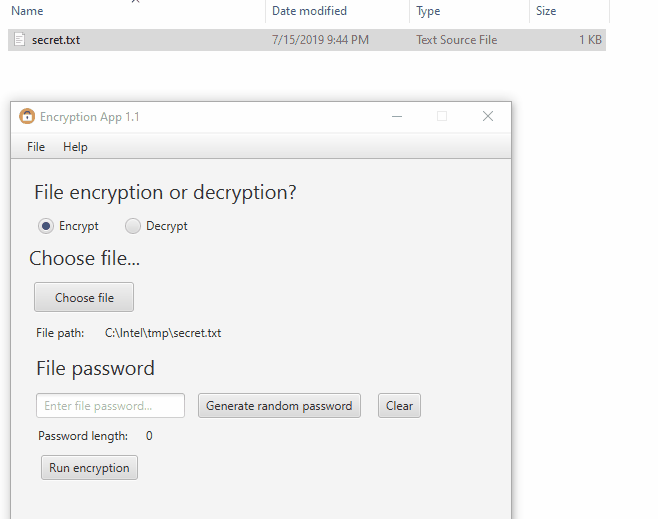 Name Date modified Type Size
secret.txt 7/15/2019 9:44 PM Text Source File 1 KB
Encryption App 1.1
File Help
File encryption or decryption?
Encrypt Decrypt
Choose file...
Choose file
File path: C:\Intel\tmp\secret.txt
File password
Enter file password... Generate random password Clear
Password length: 0
Run encryption